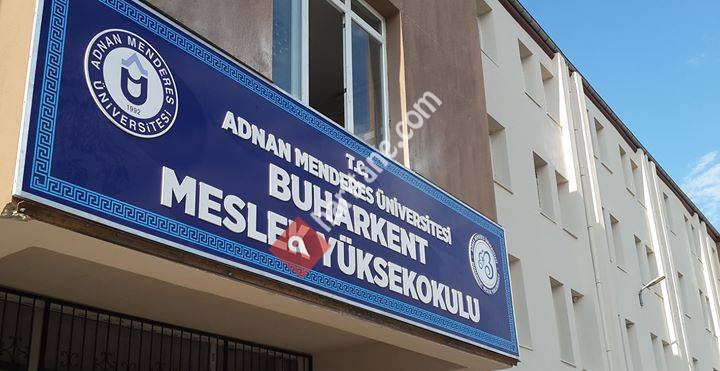 ADNAN MENDERES ÜNİVERSİTESİ
1992
T.C.
ADNAN MENDERES ÜNİVERSİTESİ
BUHARKENT
MESLEK YÜKSEKOKULU